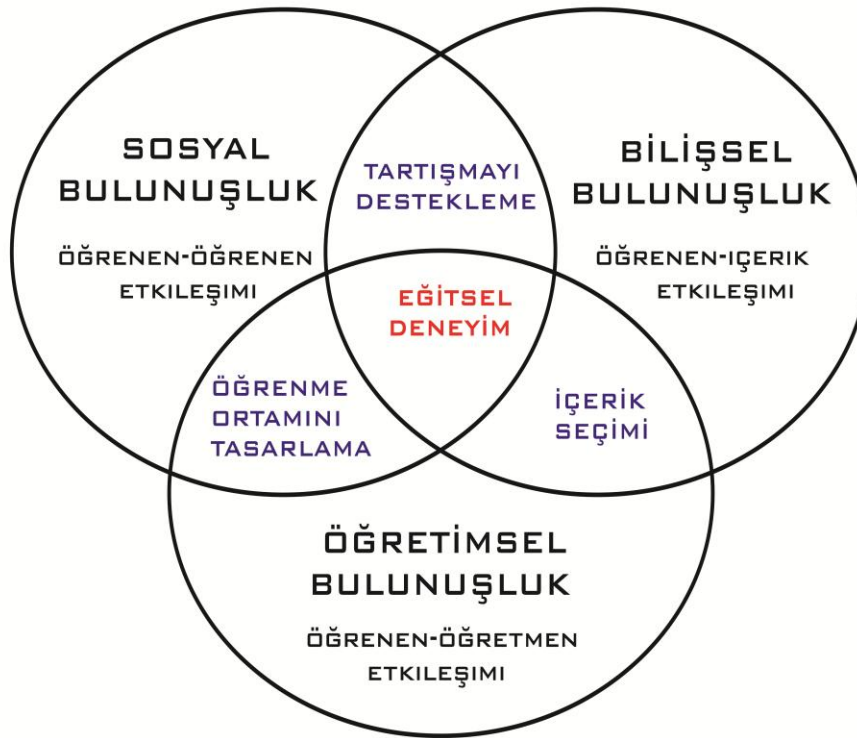 SOSYAL
BULUNUŞLUK
ÖĞRENEN-ÖĞRENEN
ETKILEŞIMI
TARTIŞMAYI
DESTEKLEME
BİLİŞSEL
BULUNUŞLUK
ÖĞRENEN-IÇERIK
ETKILEŞIMI
EĞİTSEL
DENEYİM
ÖĞRENME
ORTAMINI
TASARLAMA
İÇERİK
SEÇİMİ
ÖĞRETİMSEL
BULUNUŞLUK
ÖĞRENEN-ÖĞRETMEN
ETKILEŞIMI